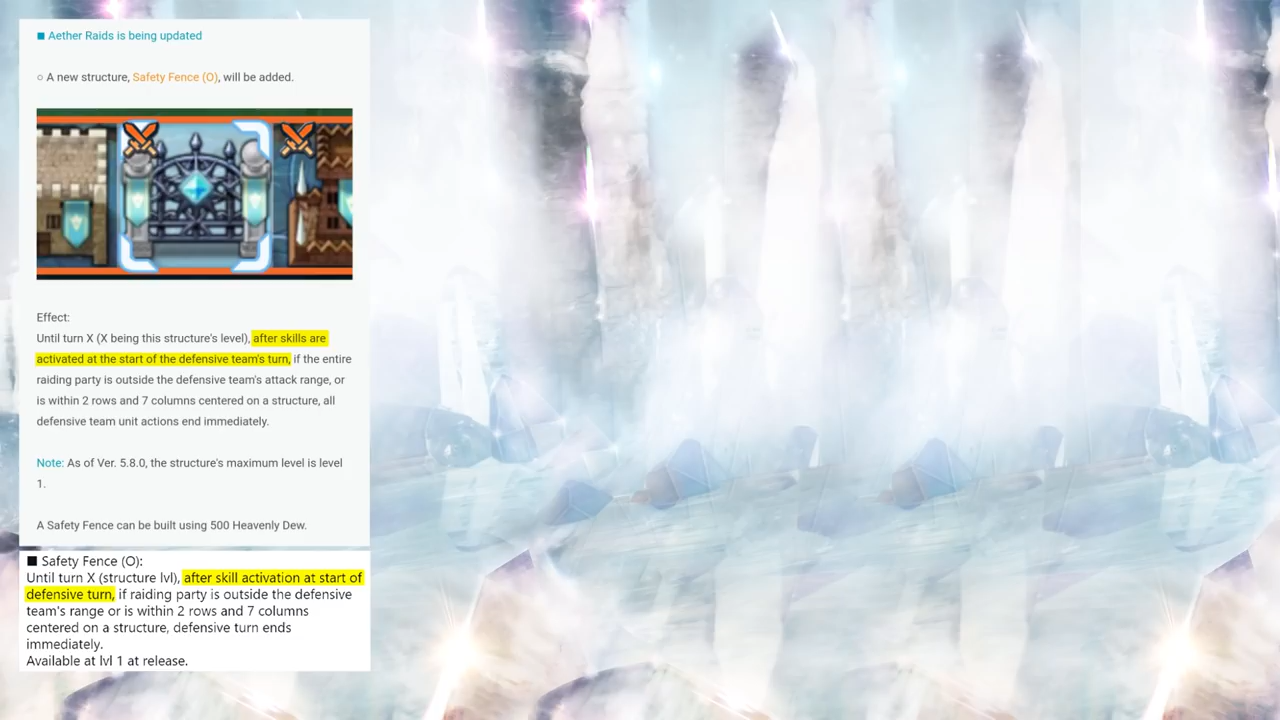 ■ Aether Raids is being updated
○ A new structure, Safety Fence (O), will be added.
Effect:
Until turn X (X being this structure's level), after skills are
activated at the start of the defensive team's turn, if the entire
raiding party is outside the defensive team's attack range, or
is within 2 rows and 7 columns centered on a structure, all
defensive team unit actions end immediately.
Note: As of Ver. 5.8.0, the structure's maximum level is level
1.
A Safety Fence can be built using 500 Heavenly Dew.
■ Safety Fence (O):
Until turn X (structure lvl), after skill activation at start of
defensive turn, if raiding party is outside the defensive
team's range or is within 2 rows and 7 columns
centered on a structure, defensive turn ends
immediately.
Available at lvl 1 at release.